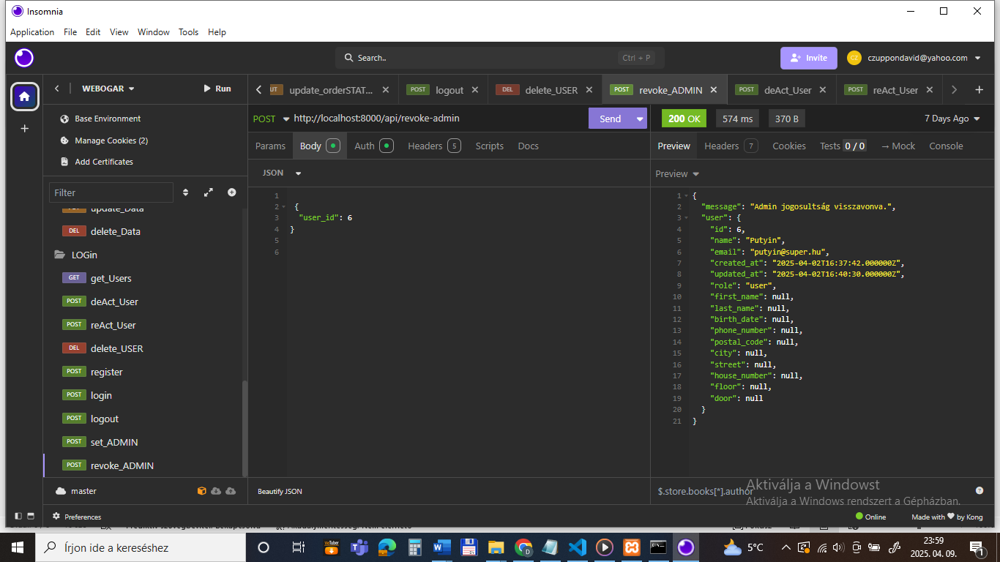 Insomnia
Application File Edit View Window Tools Help
Search.. Ctrl + P
Invite
CZ czuppondavid@yahoo.com
WEBOGAR
Run
UT update_orderSTAT...
POST logout
DEL delete_USER
POST revoke_ADMIN
POST deAct_User
POST reAct_User
Base Environment
Manage Cookies (2)
Add Certificates
Filter
update_Data
DEL delete_Data
LOGin
GET get_Users
POST deAct_User
POST reAct_User
DEL delete_USER
POST register
POST login
POST logout
POST set_ADMIN
POST revoke_ADMIN
master
Preferences
POST http://localhost:8000/api/revoke-admin
Send
Params Body Auth Headers 5 Scripts Docs
JSON
1
2 {
3 "user_id": 6
4 }
5
6
Beautify JSON
200 OK 574 ms 370 B 7 Days Ago
Preview Headers 7 Cookies Tests 0 / 0 → Mock Console
Preview
1 {
2 "message": "Admin jogosultság visszavonva.",
3 "user": {
4 "id": 6,
5 "name": "Putyin",
6 "email": "putyin@super.hu",
7 "created_at": "2025-04-02T16:37:42.000000Z",
8 "updated_at": "2025-04-02T16:40:30.000000Z",
9 "role": "user",
10 "first_name": null,
11 "last_name": null,
12 "birth_date": null,
13 "phone_number": null,
14 "postal_code": null,
15 "city": null,
16 "street": null,
17 "house_number": null,
18 "floor": null,
19 "door": null
20 }
21 }
$.store.books[*].author
Aktiválja a Windowst
Aktiválja a Windows rendszert a Gépházban.
Online
Made with ♥ by Kong
Írjon ide a kereséshez
5°C
23:59
2025. 04. 09.
1